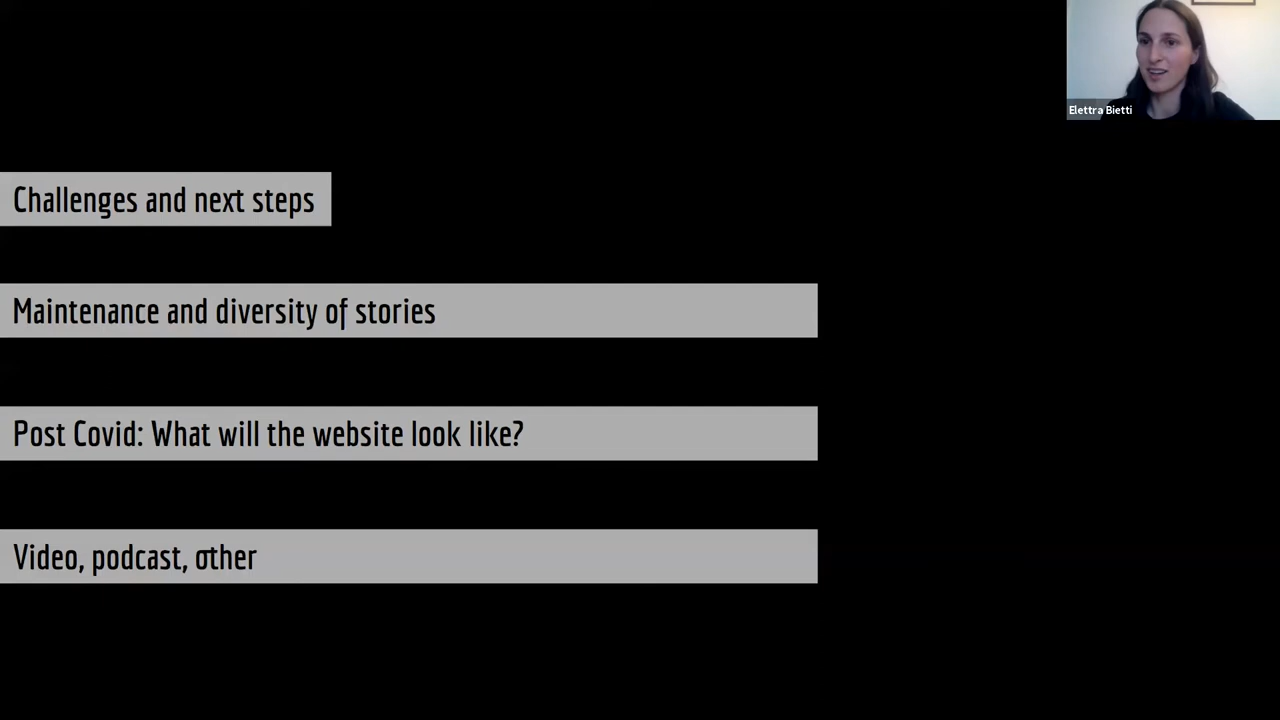 Elettra Bietti
Challenges and next steps
Maintenance and diversity of stories
Post Covid: What will the website look like?
Video, podcast, other